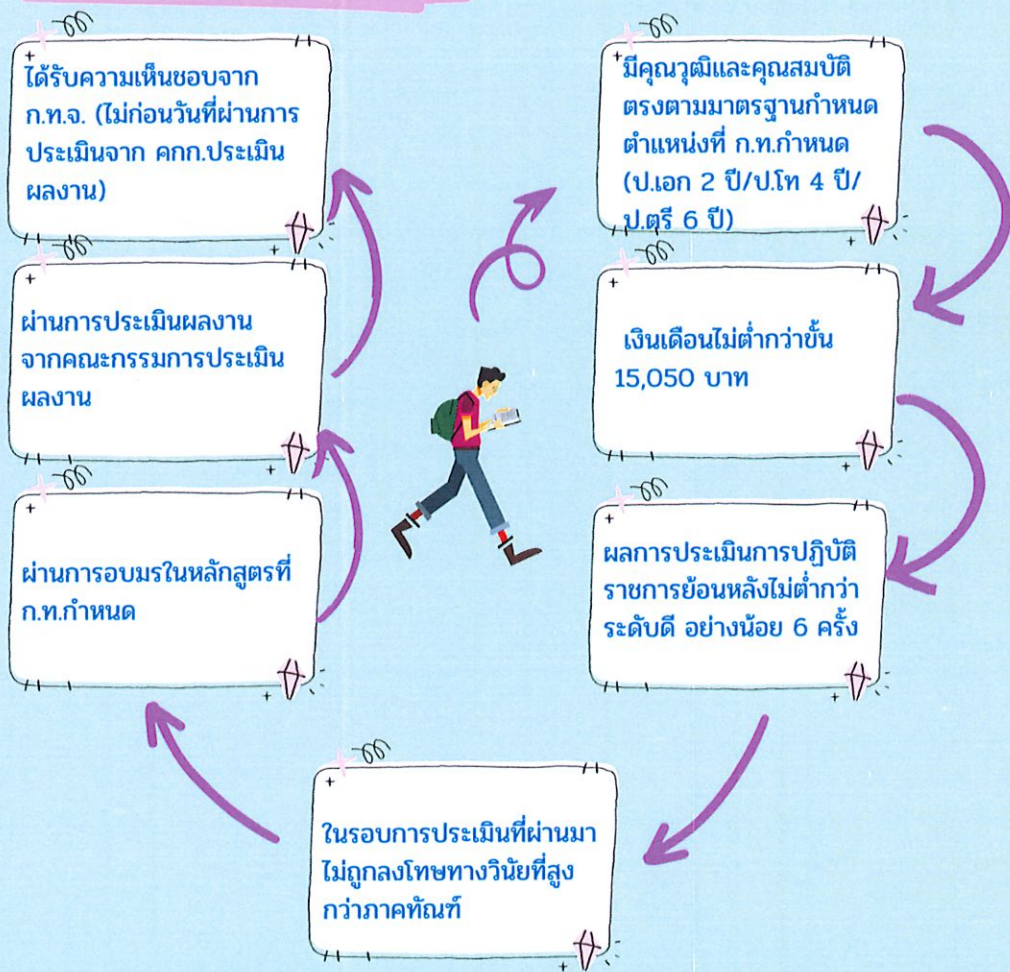 มีคุณวุฒิและคุณสมบัติ
ตรงตามมาตรฐานกำหนด
ตำแหน่งที่ ก.ท.กำหนด
(ป.เอก 2 ปี/ป.โท 4 ปี/
ป.ตรี 6 ปี)
เงินเดือนไม่ต่ำกว่าขั้น
15,050 บาท
ผลการประเมินการปฏิบัติ
ราชการย้อนหลังไม่ต่ำกว่า
ระดับดี อย่างน้อย 6 ครั้ง
ในรอบการประเมินที่ผ่านมา
ไม่ถูกลงโทษทางวินัยที่สูง
กว่าภาคทัณฑ์
ผ่านการอบมรในหลักสูตรที่
ก.ท.กำหนด
ผ่านการประเมินผลงาน
จากคณะกรรมการประเมิน
ผลงาน
ได้รับความเห็นชอบจาก
ก.ท.จ. (ไม่ก่อนวันที่ผ่านการ
ประเมินจาก คกก.ประเมิน
ผลงาน)